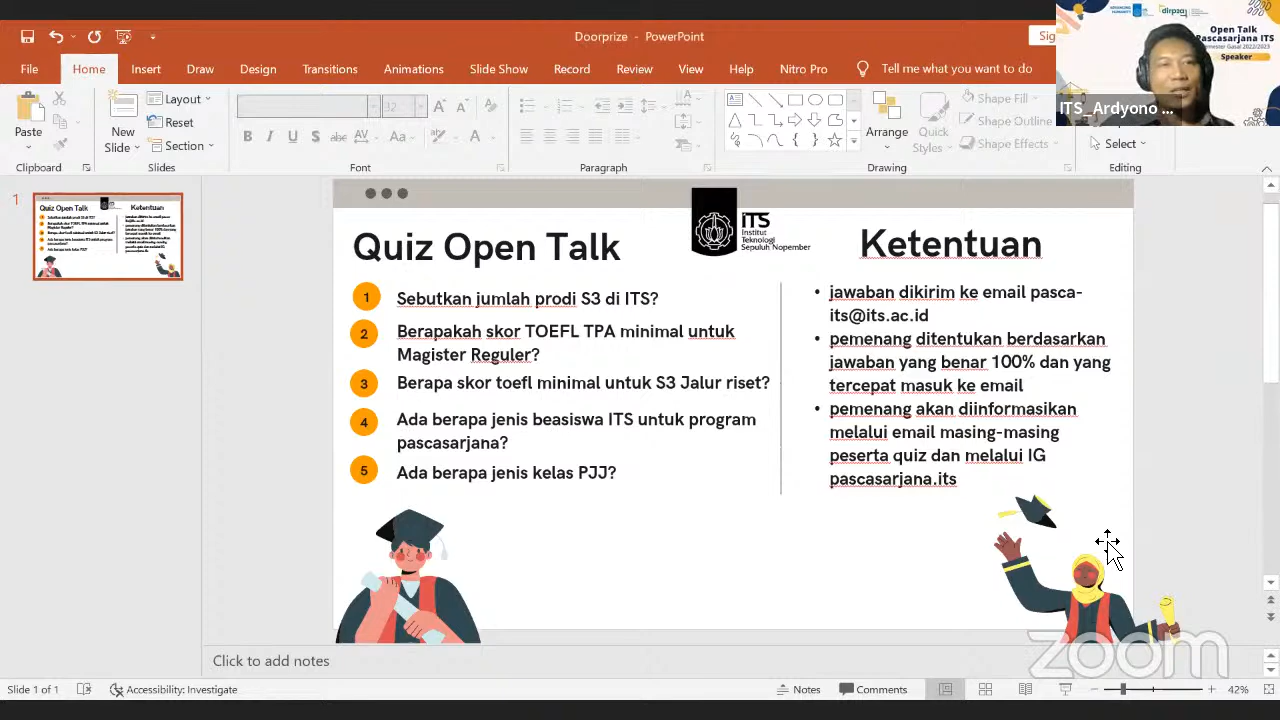 Doorprize - PowerPoint
File Home Insert Draw Design Transitions Animations Slide Show Record Review View Help Nitro Pro Tell me what you want to do
Paste
Clipboard
New
Slide
Layout
Reset
Section
Slides
12
Font
Paragraph
Arrange
Quick
Styles
Shape Fill
Shape Outline
Shape Effects
Drawing
Select
Editing
Open Talk
Pascasarjana ITS
Semester Gasal 2022/2023
Speaker
ITS_Ardyono ...
1
Quiz Open Talk
ITS
Institut
Teknologi
Sepuluh Nopember
Ketentuan
1 Sebutkan jumlah prodi S3 di ITS?
2 Berapakah skor TOEFL TPA minimal untuk
Magister Reguler?
3 Berapa skor toefl minimal untuk S3 Jalur riset?
4 Ada berapa jenis beasiswa ITS untuk program
pascasarjana?
5 Ada berapa jenis kelas PJJ?
• jawaban dikirim ke email pasca-
its@its.ac.id
• pemenang ditentukan berdasarkan
jawaban yang benar 100% dan yang
tercepat masuk ke email
• pemenang akan diinformasikan
melalui email masing-masing
peserta quiz dan melalui IG
pascasarjana.its
zoom
Click to add notes
Slide 1 of 1 Accessibility: Investigate Notes Comments 42%